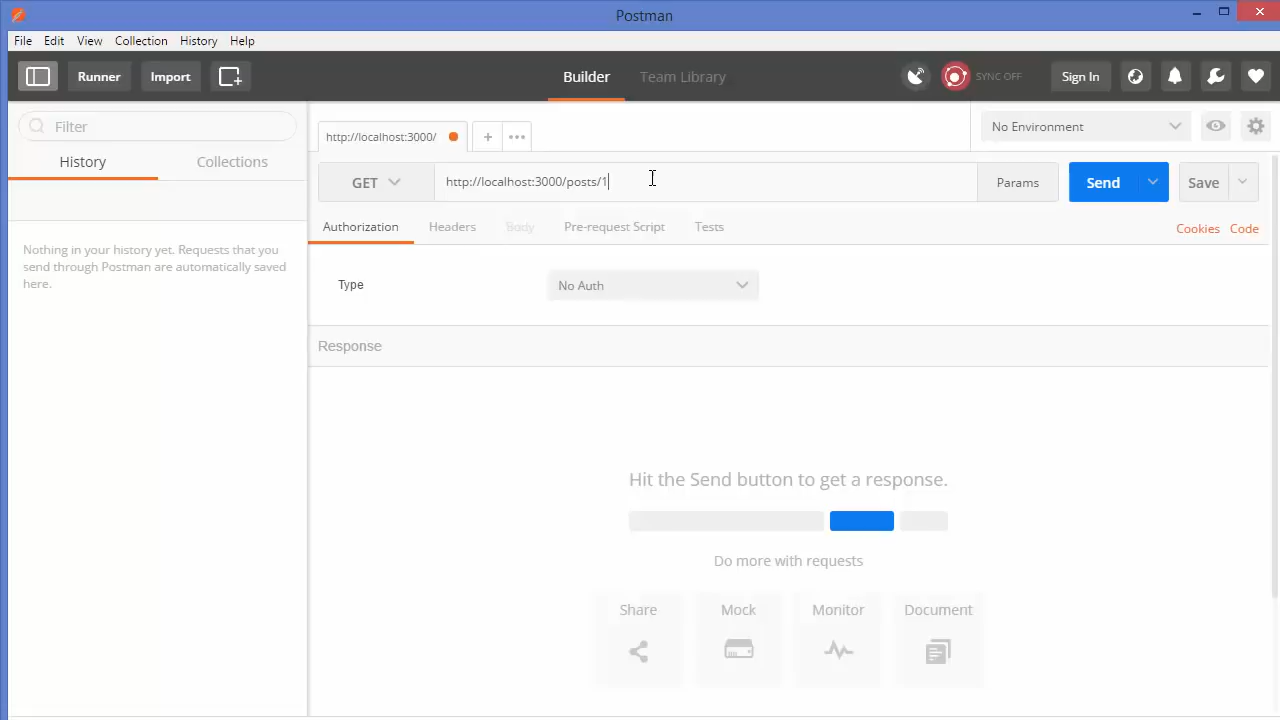 Postman
File Edit View Collection History Help
Runner Import Builder Team Library SYNC OFF Sign In
Filter
History Collections
Nothing in your history yet. Requests that you
send through Postman are automatically saved
here.
http://localhost:3000/ + ••• No Environment
GET http://localhost:3000/posts/1 Params Send Save
Authorization Headers Body Pre-request Script Tests Cookies Code
Type No Auth
Response
Hit the Send button to get a response.
Do more with requests
Share Mock Monitor Document